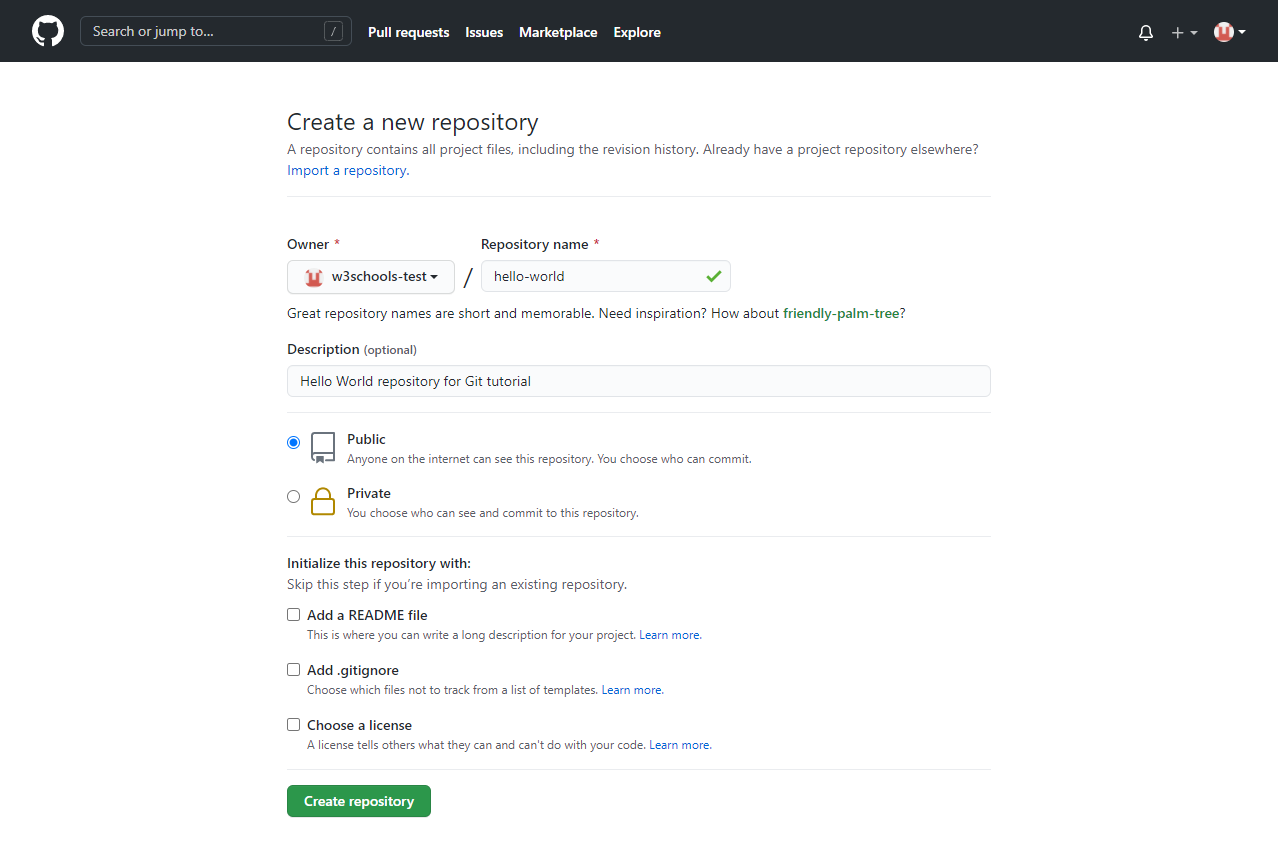 Search or jump to... /
Pull requests Issues Marketplace Explore
Create a new repository
A repository contains all project files, including the revision history. Already have a project repository elsewhere?
Import a repository.
Owner * Repository name *
w3schools-test / hello-world
Great repository names are short and memorable. Need inspiration? How about friendly-palm-tree?
Description (optional)
Hello World repository for Git tutorial
Public
Anyone on the internet can see this repository. You choose who can commit.
Private
You choose who can see and commit to this repository.
Initialize this repository with:
Skip this step if you’re importing an existing repository.
Add a README file
This is where you can write a long description for your project. Learn more.
Add .gitignore
Choose which files not to track from a list of templates. Learn more.
Choose a license
A license tells others what they can and can't do with your code. Learn more.
Create repository